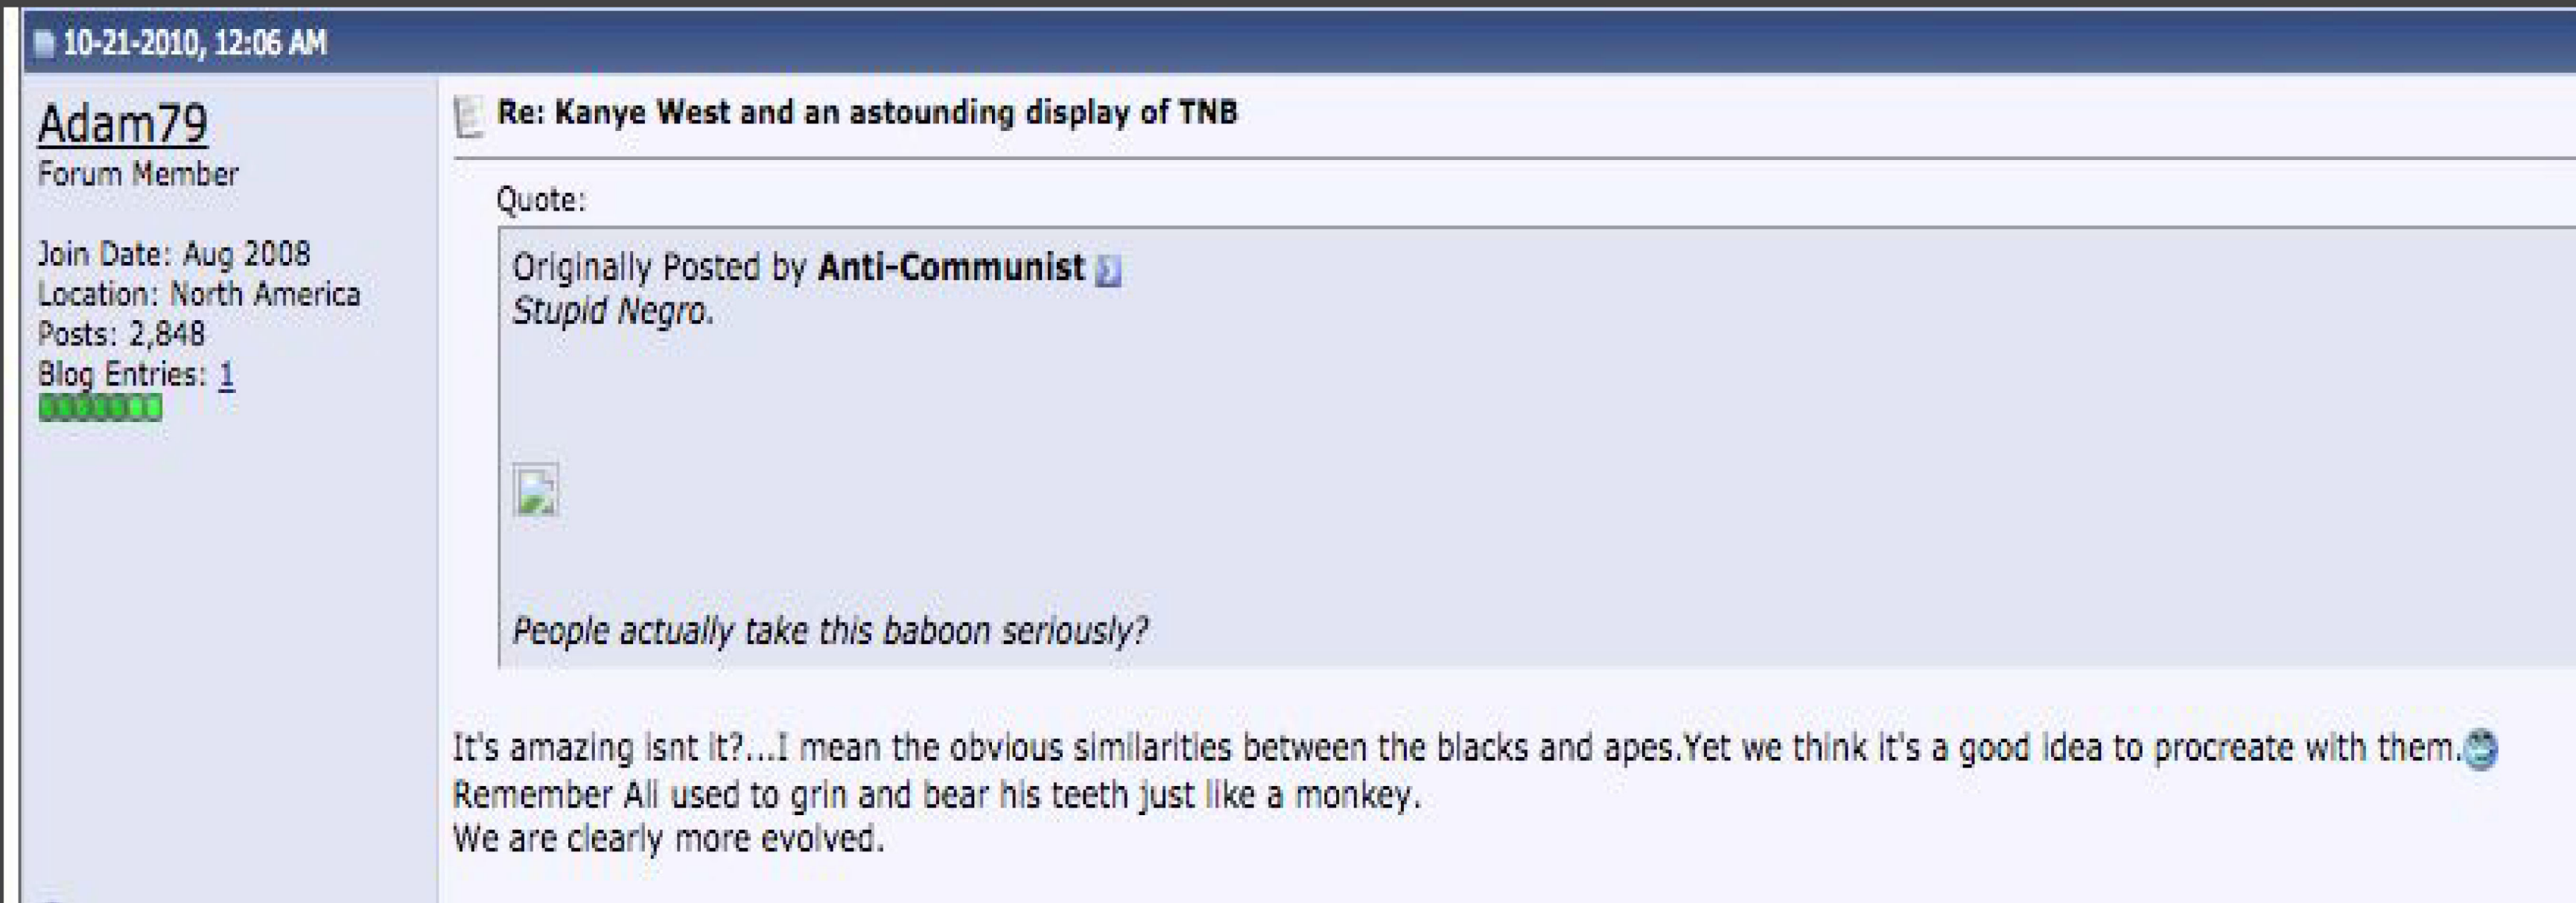 10-21-2010, 12:06 AM
Adam79
Forum Member
Join Date: Aug 2008
Location: North America
Posts: 2,848
Blog Entries: 1
Re: Kanye West and an astounding display of TNB
Quote:
Originally Posted by Anti-Communist
Stupid Negro.
People actually take this baboon seriously?
It's amazing isnt it?...I mean the obvious similarities between the blacks and apes.Yet we think it's a good idea to procreate with them.
Remember Ali used to grin and bear his teeth just like a monkey.
We are clearly more evolved.